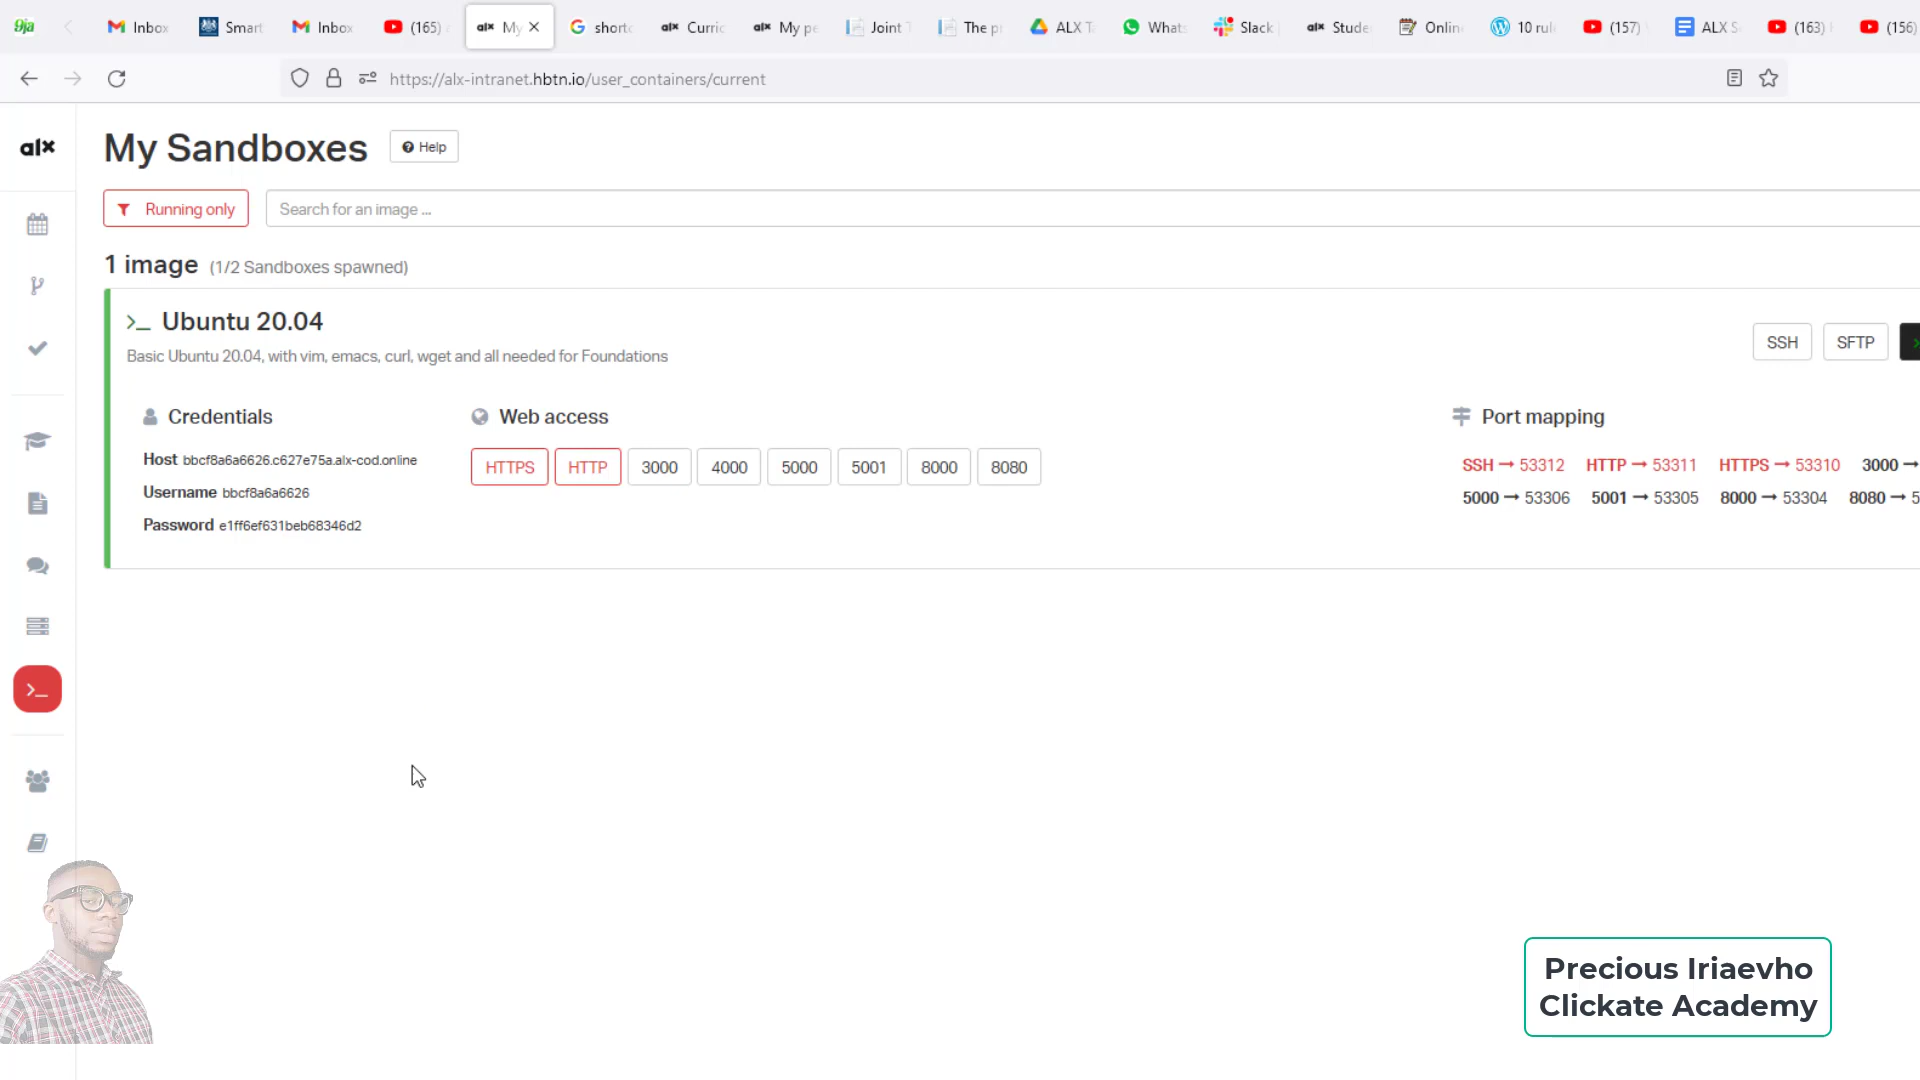 9ja Inbox Smart Inbox (165) alx My short Curric My pe Joint The p ALX T Whats Slack Stude Onlin 10 rul (157) ALX S (163) (156)
https://alx-intranet.hbtn.io/user_containers/current
alx
My Sandboxes
Help
Running only
Search for an image ...
1 image (1/2 Sandboxes spawned)
>_ Ubuntu 20.04
Basic Ubuntu 20.04, with vim, emacs, curl, wget and all needed for Foundations
SSH SFTP
Credentials
Host bbcf8a6a6626.c627e75a.alx-cod.online
Username bbcf8a6a6626
Password e1ff6ef631beb68346d2
Web access
HTTPS HTTP 3000 4000 5000 5001 8000 8080
Port mapping
SSH → 53312 HTTP → 53311 HTTPS → 53310 3000 →
5000 → 53306 5001 → 53305 8000 → 53304 8080 → 5
Precious Iriaevho
Clickate Academy